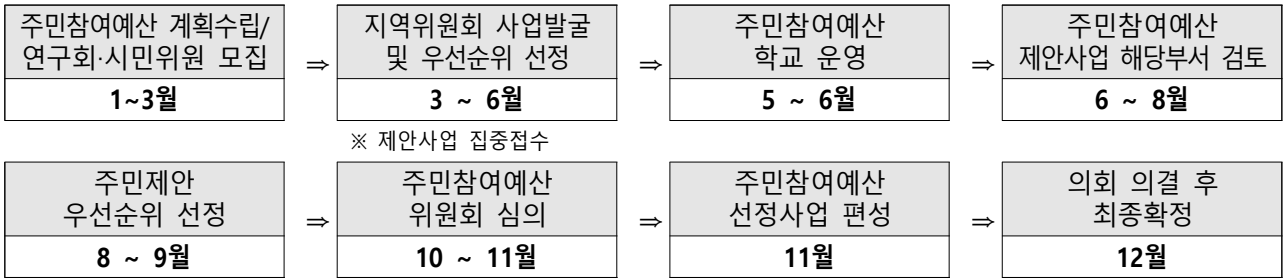 주민참여예산 계획수립/
연구회·시민위원 모집
1~3월
⇒
지역위원회 사업발굴
및 우선순위 선정
3 ~ 6월
※ 제안사업 집중접수
⇒
주민참여예산
학교 운영
5 ~ 6월
⇒
주민참여예산
제안사업 해당부서 검토
6 ~ 8월
주민제안
우선순위 선정
8 ~ 9월
⇒
주민참여예산
위원회 심의
10 ~ 11월
⇒
주민참여예산
선정사업 편성
11월
⇒
의회 의결 후
최종확정
12월